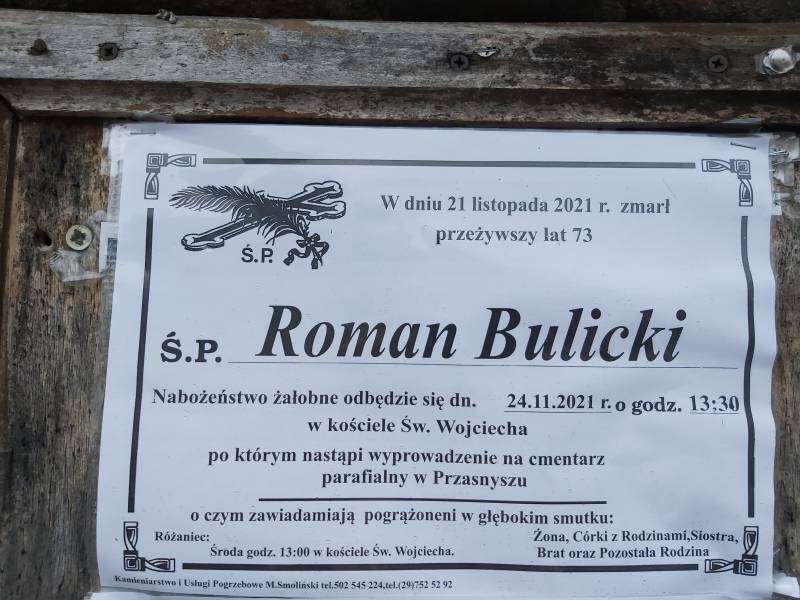 W dniu 21 listopada 2021 r. zmarł
przeżywszy lat 73
Ś.P.
Ś.P. Roman Bulicki
Nabożeństwo żałobne odbędzie się dn. 24.11.2021 r. o godz. 13:30
w kościele Św. Wojciecha
po którym nastąpi wyprowadzenie na cmentarz
parafialny w Przasnyszu
o czym zawiadamiają pogrążoneni w głębokim smutku:
Różaniec:
Środa godz. 13:00 w kościele Św. Wojciecha.
Żona, Córki z Rodzinami,Siostra,
Brat oraz Pozostała Rodzina
Kamieniarstwo i Usługi Pogrzebowe M.Smoliński tel.502 545 224,tel.(29)752 52 92